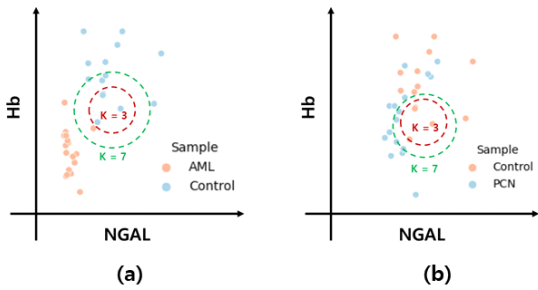 Hb
K = 3
K = 7
Sample
AML
Control
NGAL
(a)
Hb
K = 3
K = 7
Sample
Control
PCN
NGAL
(b)